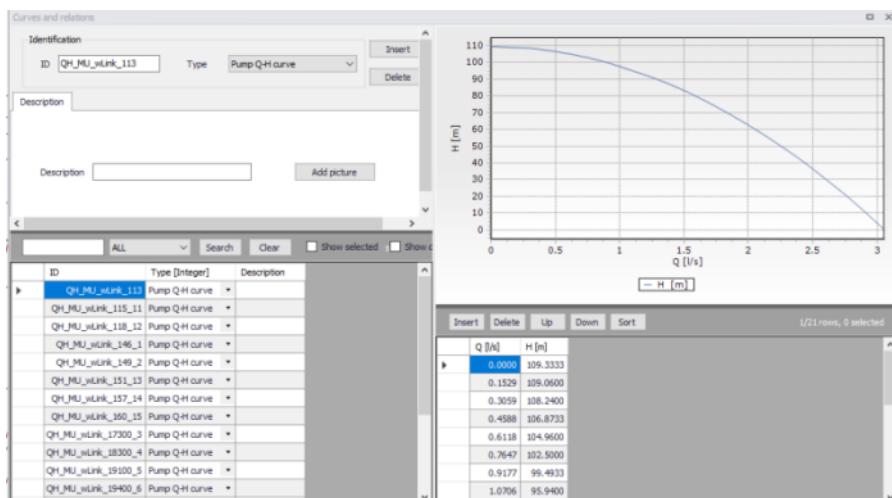 Curves and relations
Identification
ID QH_MU_wLink_113 Type Pump Q-H curve
Insert
Delete
Description
Description Add picture
ALL Search Clear Show selected
ID Type [Integer] Description
QH_MU_wLink_113 Pump Q-H curve
QH_MU_wLink_115_11 Pump Q-H curve
QH_MU_wLink_118_12 Pump Q-H curve
QH_MU_wLink_146_1 Pump Q-H curve
QH_MU_wLink_149_2 Pump Q-H curve
QH_MU_wLink_151_13 Pump Q-H curve
QH_MU_wLink_157_14 Pump Q-H curve
QH_MU_wLink_160_15 Pump Q-H curve
QH_MU_wLink_17300_3 Pump Q-H curve
QH_MU_wLink_18300_4 Pump Q-H curve
QH_MU_wLink_19100_5 Pump Q-H curve
QH_MU_wLink_19400_6 Pump Q-H curve
110
100
90
80
70
60
50
40
30
20
10
0
H [m]
0 0.5 1 1.5 2 2.5 3
Q [l/s]
H [m]
Insert Delete Up Down Sort 1/21 rows, 0 selected
Q [l/s] H [m]
0.0000 109.3333
0.1529 109.0600
0.3059 108.2400
0.4588 106.8733
0.6118 104.9600
0.7647 102.5000
0.9177 99.4933
1.0706 95.9400